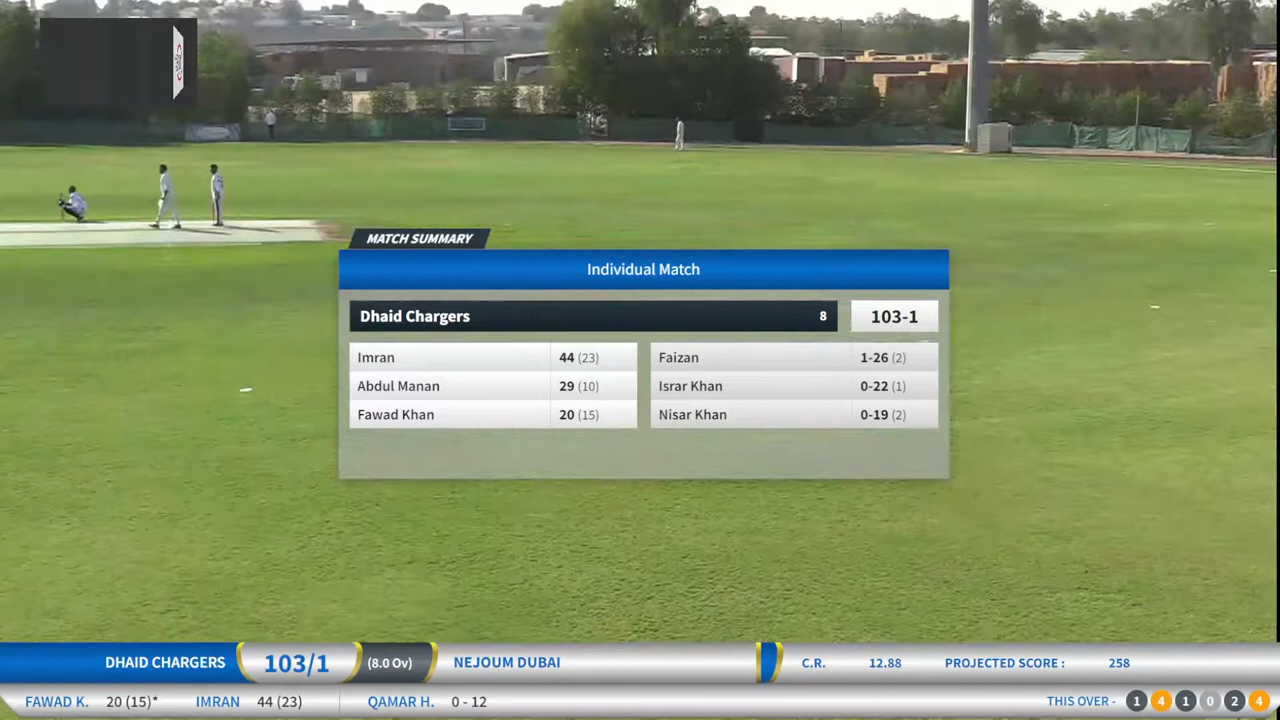 MATCH SUMMARY
Individual Match
Dhaid Chargers 8 103-1
Imran 44 (23) Faizan 1-26 (2)
Abdul Manan 29 (10) Israr Khan 0-22 (1)
Fawad Khan 20 (15) Nisar Khan 0-19 (2)
DHAID CHARGERS 103/1 (8.0 Ov) NEJOUM DUBAI C.R. 12.88 PROJECTED SCORE : 258
FAWAD K. 20 (15)* IMRAN 44 (23) QAMAR H. 0 - 12 THIS OVER - 1 4 1 0 2 4